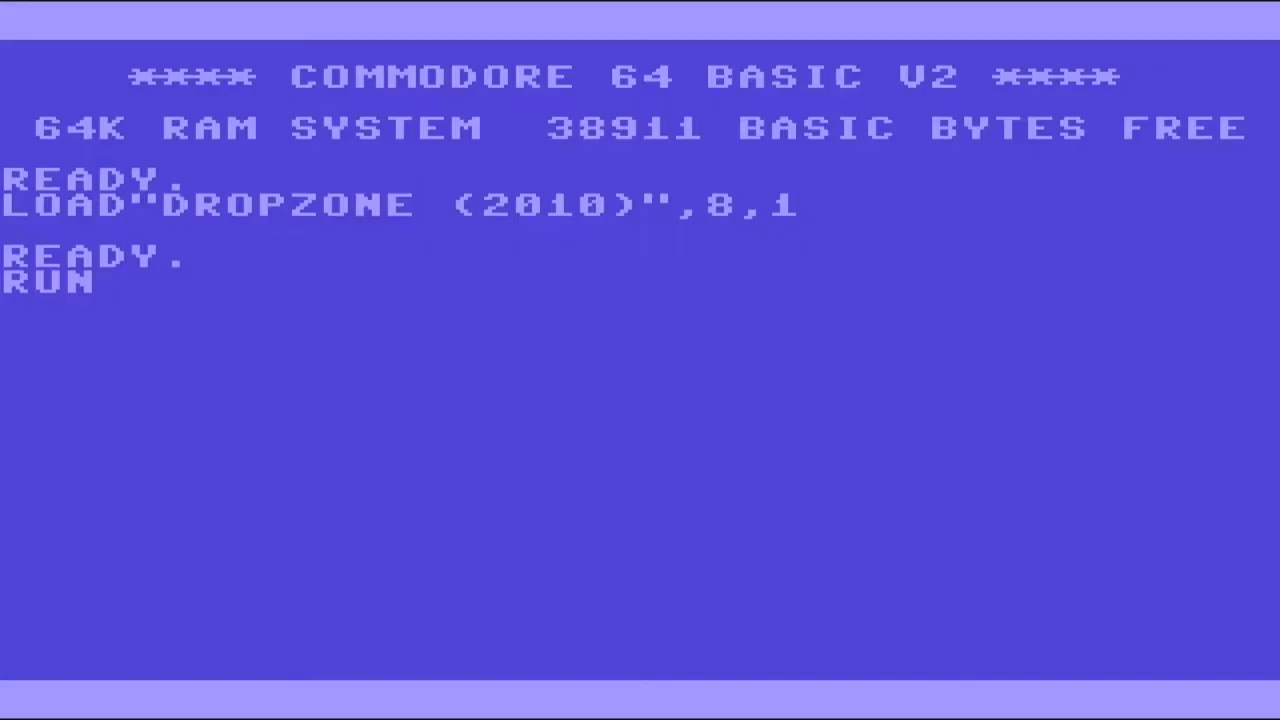 **** COMMODORE 64 BASIC V2 ****
64K RAM SYSTEM  38911 BASIC BYTES FREE
READY.
LOAD"DROPZONE (2010)",8,1
READY.
RUN